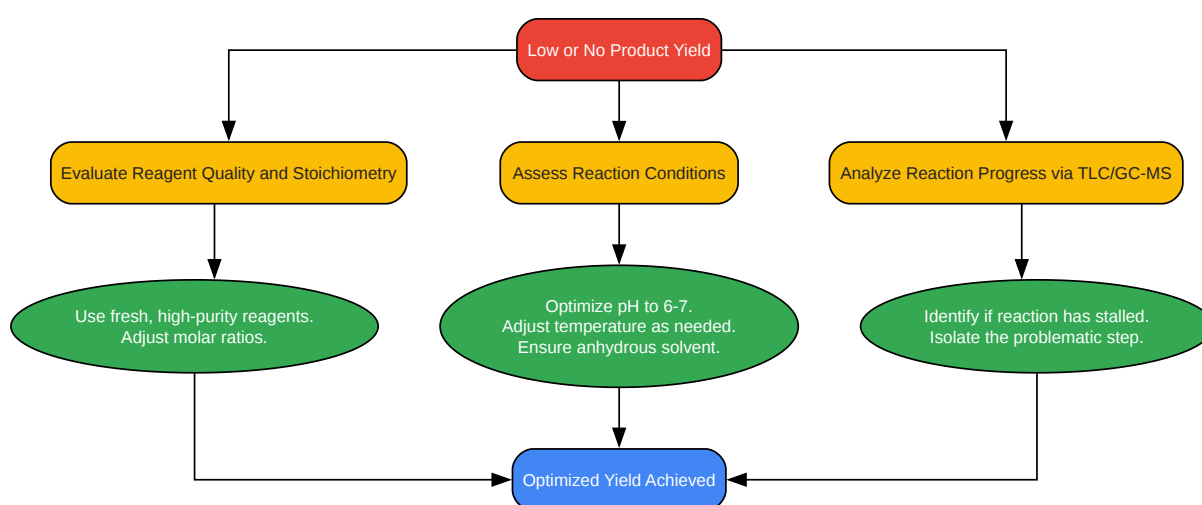 Low or No Product Yield
Evaluate Reagent Quality and Stoichiometry
Assess Reaction Conditions
Analyze Reaction Progress via TLC/GC-MS
Use fresh, high-purity reagents.
Adjust molar ratios.
Optimize pH to 6-7.
Adjust temperature as needed.
Ensure anhydrous solvent.
Identify if reaction has stalled.
Isolate the problematic step.
Optimized Yield Achieved